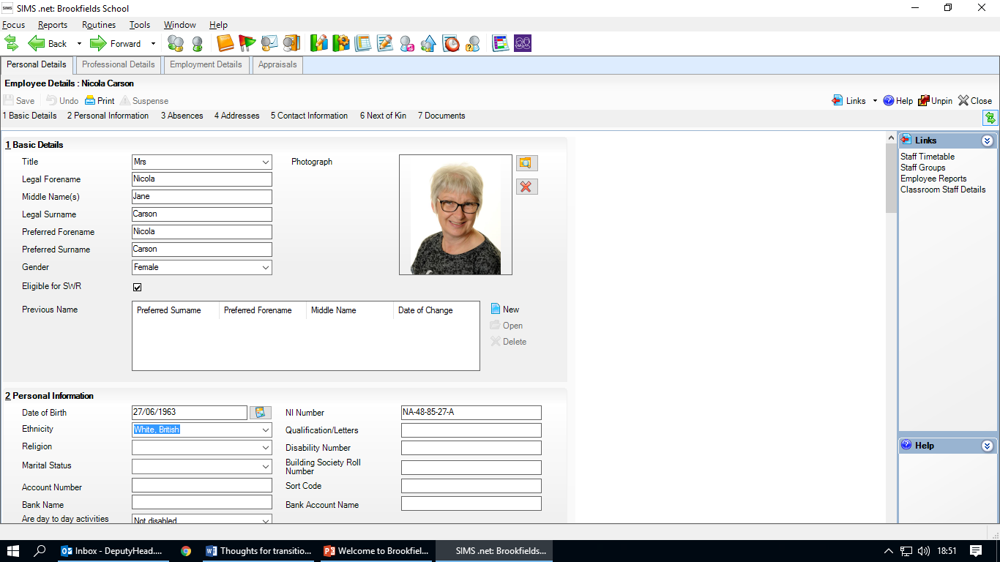 SIMS .net: Brookfields School
Focus Reports Routines Tools Window Help
Back Forward
Personal Details Professional Details Employment Details Appraisals
Employee Details : Nicola Carson
Save Undo Print Suspense Links Help Unpin Close
1 Basic Details 2 Personal Information 3 Absences 4 Addresses 5 Contact Information 6 Next of Kin 7 Documents
1 Basic Details
Title Mrs Photograph
Legal Forename Nicola
Middle Name(s) Jane
Legal Surname Carson
Preferred Forename Nicola
Preferred Surname Carson
Gender Female
Eligible for SWR
Previous Name Preferred Surname Preferred Forename Middle Name Date of Change New
Open
Delete
2 Personal Information
Date of Birth 27/06/1963 NI Number NA-48-85-27-A
Ethnicity White, British Qualification/Letters
Religion Disability Number
Marital Status Building Society Roll
Number
Account Number Sort Code
Bank Name Bank Account Name
Are day to day activities Not disabled
Links
Staff Timetable
Staff Groups
Employee Reports
Classroom Staff Details
Help
Inbox - DeputyHead.... Thoughts for transitio... Welcome to Brookfiel... SIMS .net: Brookfields... 18:51